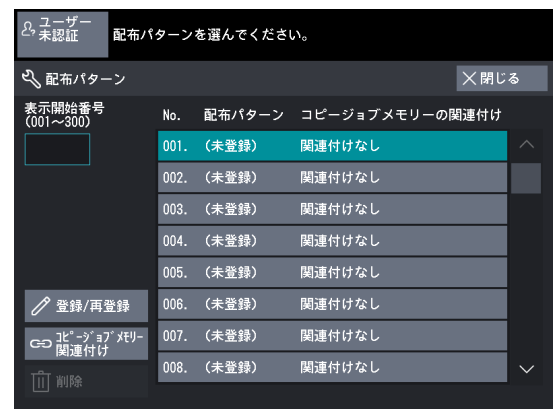 ユーザー
未認証
配布パターンを選んでください。
配布パターン
閉じる
表示開始番号
(001～300)
No. 配布パターン コピージョブメモリーの関連付け
001. (未登録) 関連付けなし
002. (未登録) 関連付けなし
003. (未登録) 関連付けなし
004. (未登録) 関連付けなし
005. (未登録) 関連付けなし
006. (未登録) 関連付けなし
007. (未登録) 関連付けなし
008. (未登録) 関連付けなし
登録/再登録
ｺﾋﾟｰｼﾞｮﾌﾞﾒﾓﾘｰ
関連付け
削除